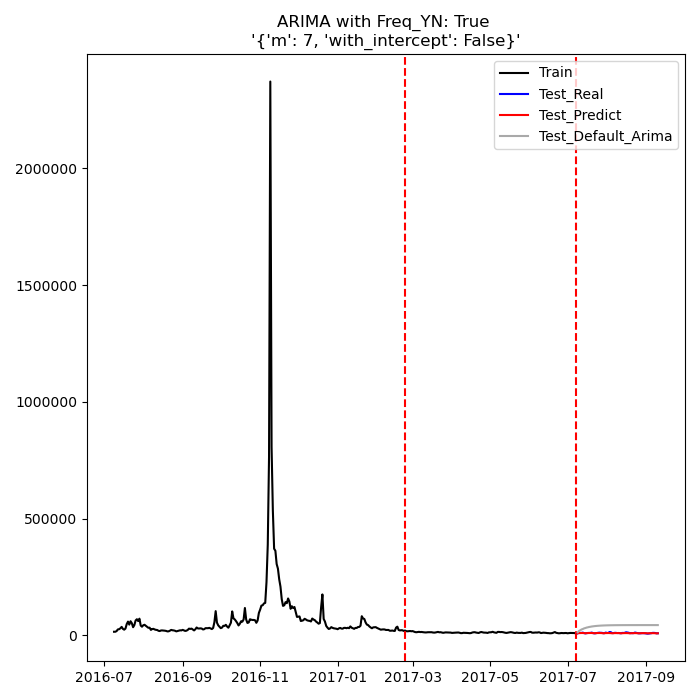 ARIMA with Freq_YN: True
'{'m': 7, 'with_intercept': False}'
Train
Test_Real
Test_Predict
Test_Default_Arima
2000000
1500000
1000000
500000
0
2016-07 2016-09 2016-11 2017-01 2017-03 2017-05 2017-07 2017-09